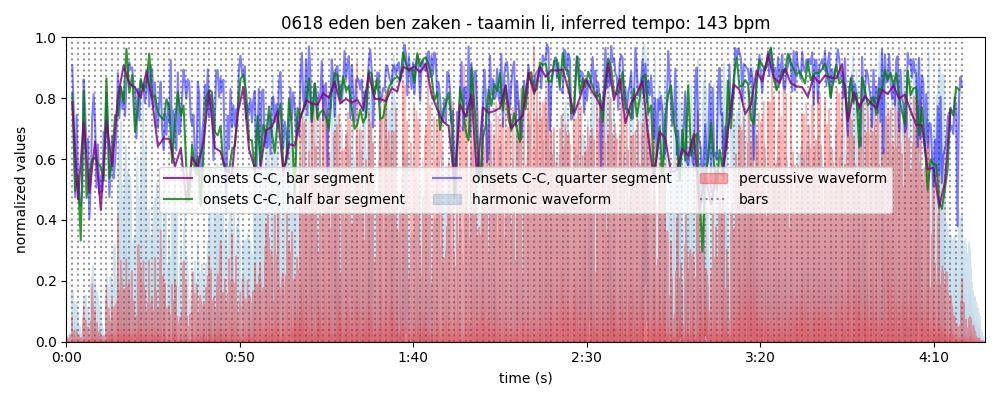 0618 eden ben zaken - taamin li, inferred tempo: 143 bpm
1.0
0.8
0.6
0.4
0.2
0.0
normalized values
onsets C-C, bar segment
onsets C-C, half bar segment
onsets C-C, quarter segment
harmonic waveform
percussive waveform
bars
0:00 0:50 1:40 2:30 3:20 4:10
time (s)